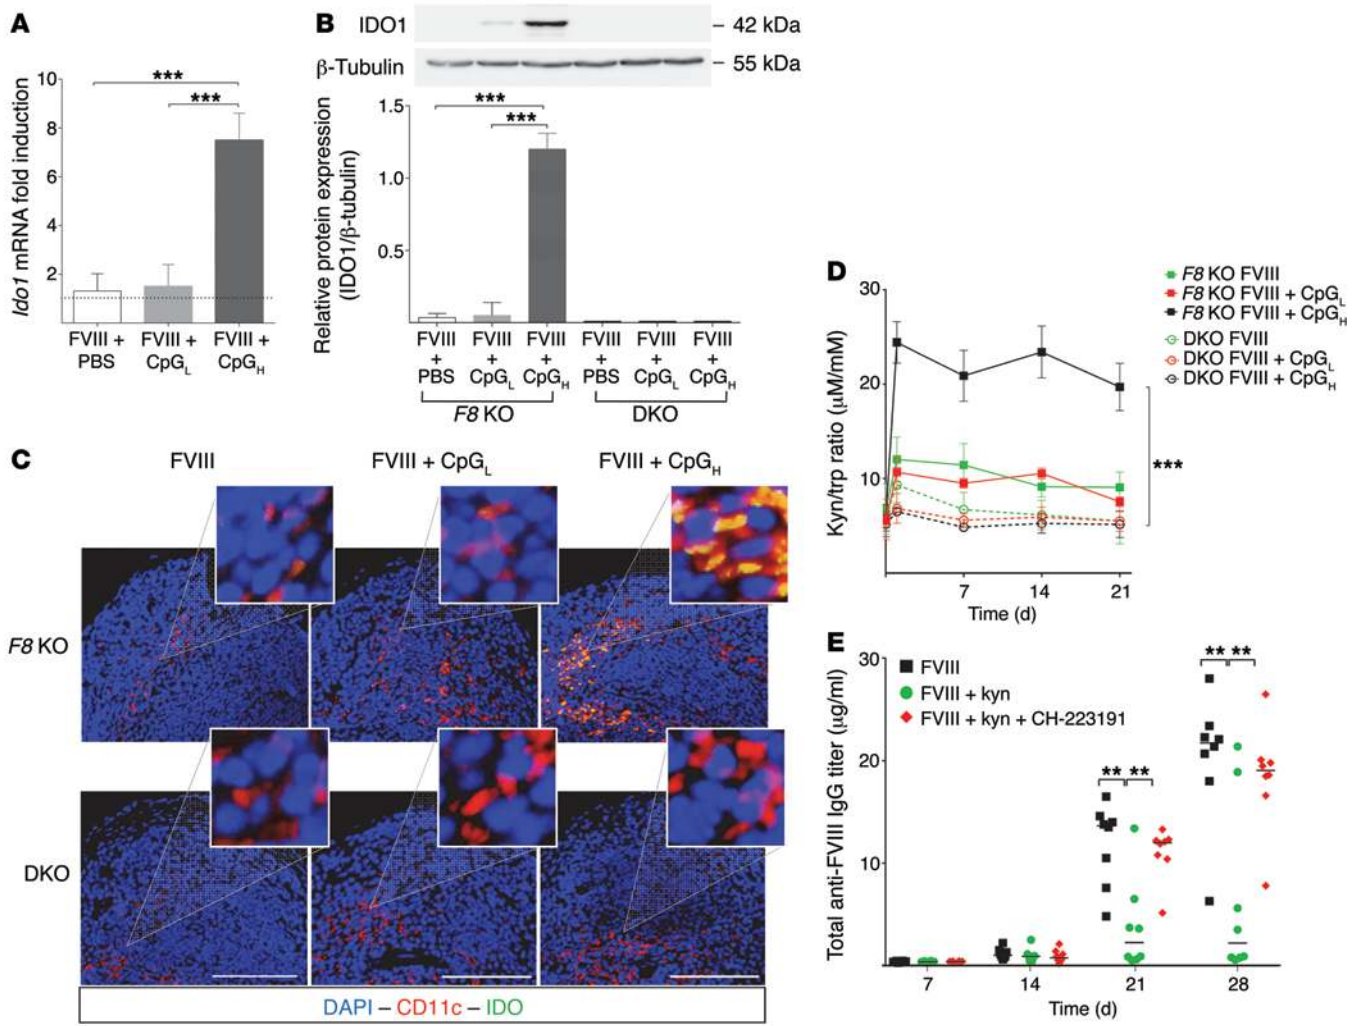 A
Ido1 mRNA fold induction
10
8
6
4
2
***
***
FVIII +
PBS
FVIII +
CpGL
FVIII +
CpGH
B
IDO1
– 42 kDa
β-Tubulin
– 55 kDa
Relative protein expression
(IDO1/β-tubulin)
1.5
1.0
0.5
***
***
FVIII
+
PBS
FVIII
+
CpGL
FVIII
+
CpGH
FVIII
+
PBS
FVIII
+
CpGL
FVIII
+
CpGH
F8 KO
DKO
C
FVIII
FVIII + CpGL
FVIII + CpGH
F8 KO
DKO
DAPI – CD11c – IDO
D
Kyn/trp ratio (μM/mM)
30
20
10
7
14
21
Time (d)
***
F8 KO FVIII
F8 KO FVIII + CpGL
F8 KO FVIII + CpGH
DKO FVIII
DKO FVIII + CpGL
DKO FVIII + CpGH
E
Total anti-FVIII IgG titer (μg/ml)
30
20
10
FVIII
FVIII + kyn
FVIII + kyn + CH-223191
** **
** **
7
14
21
28
Time (d)